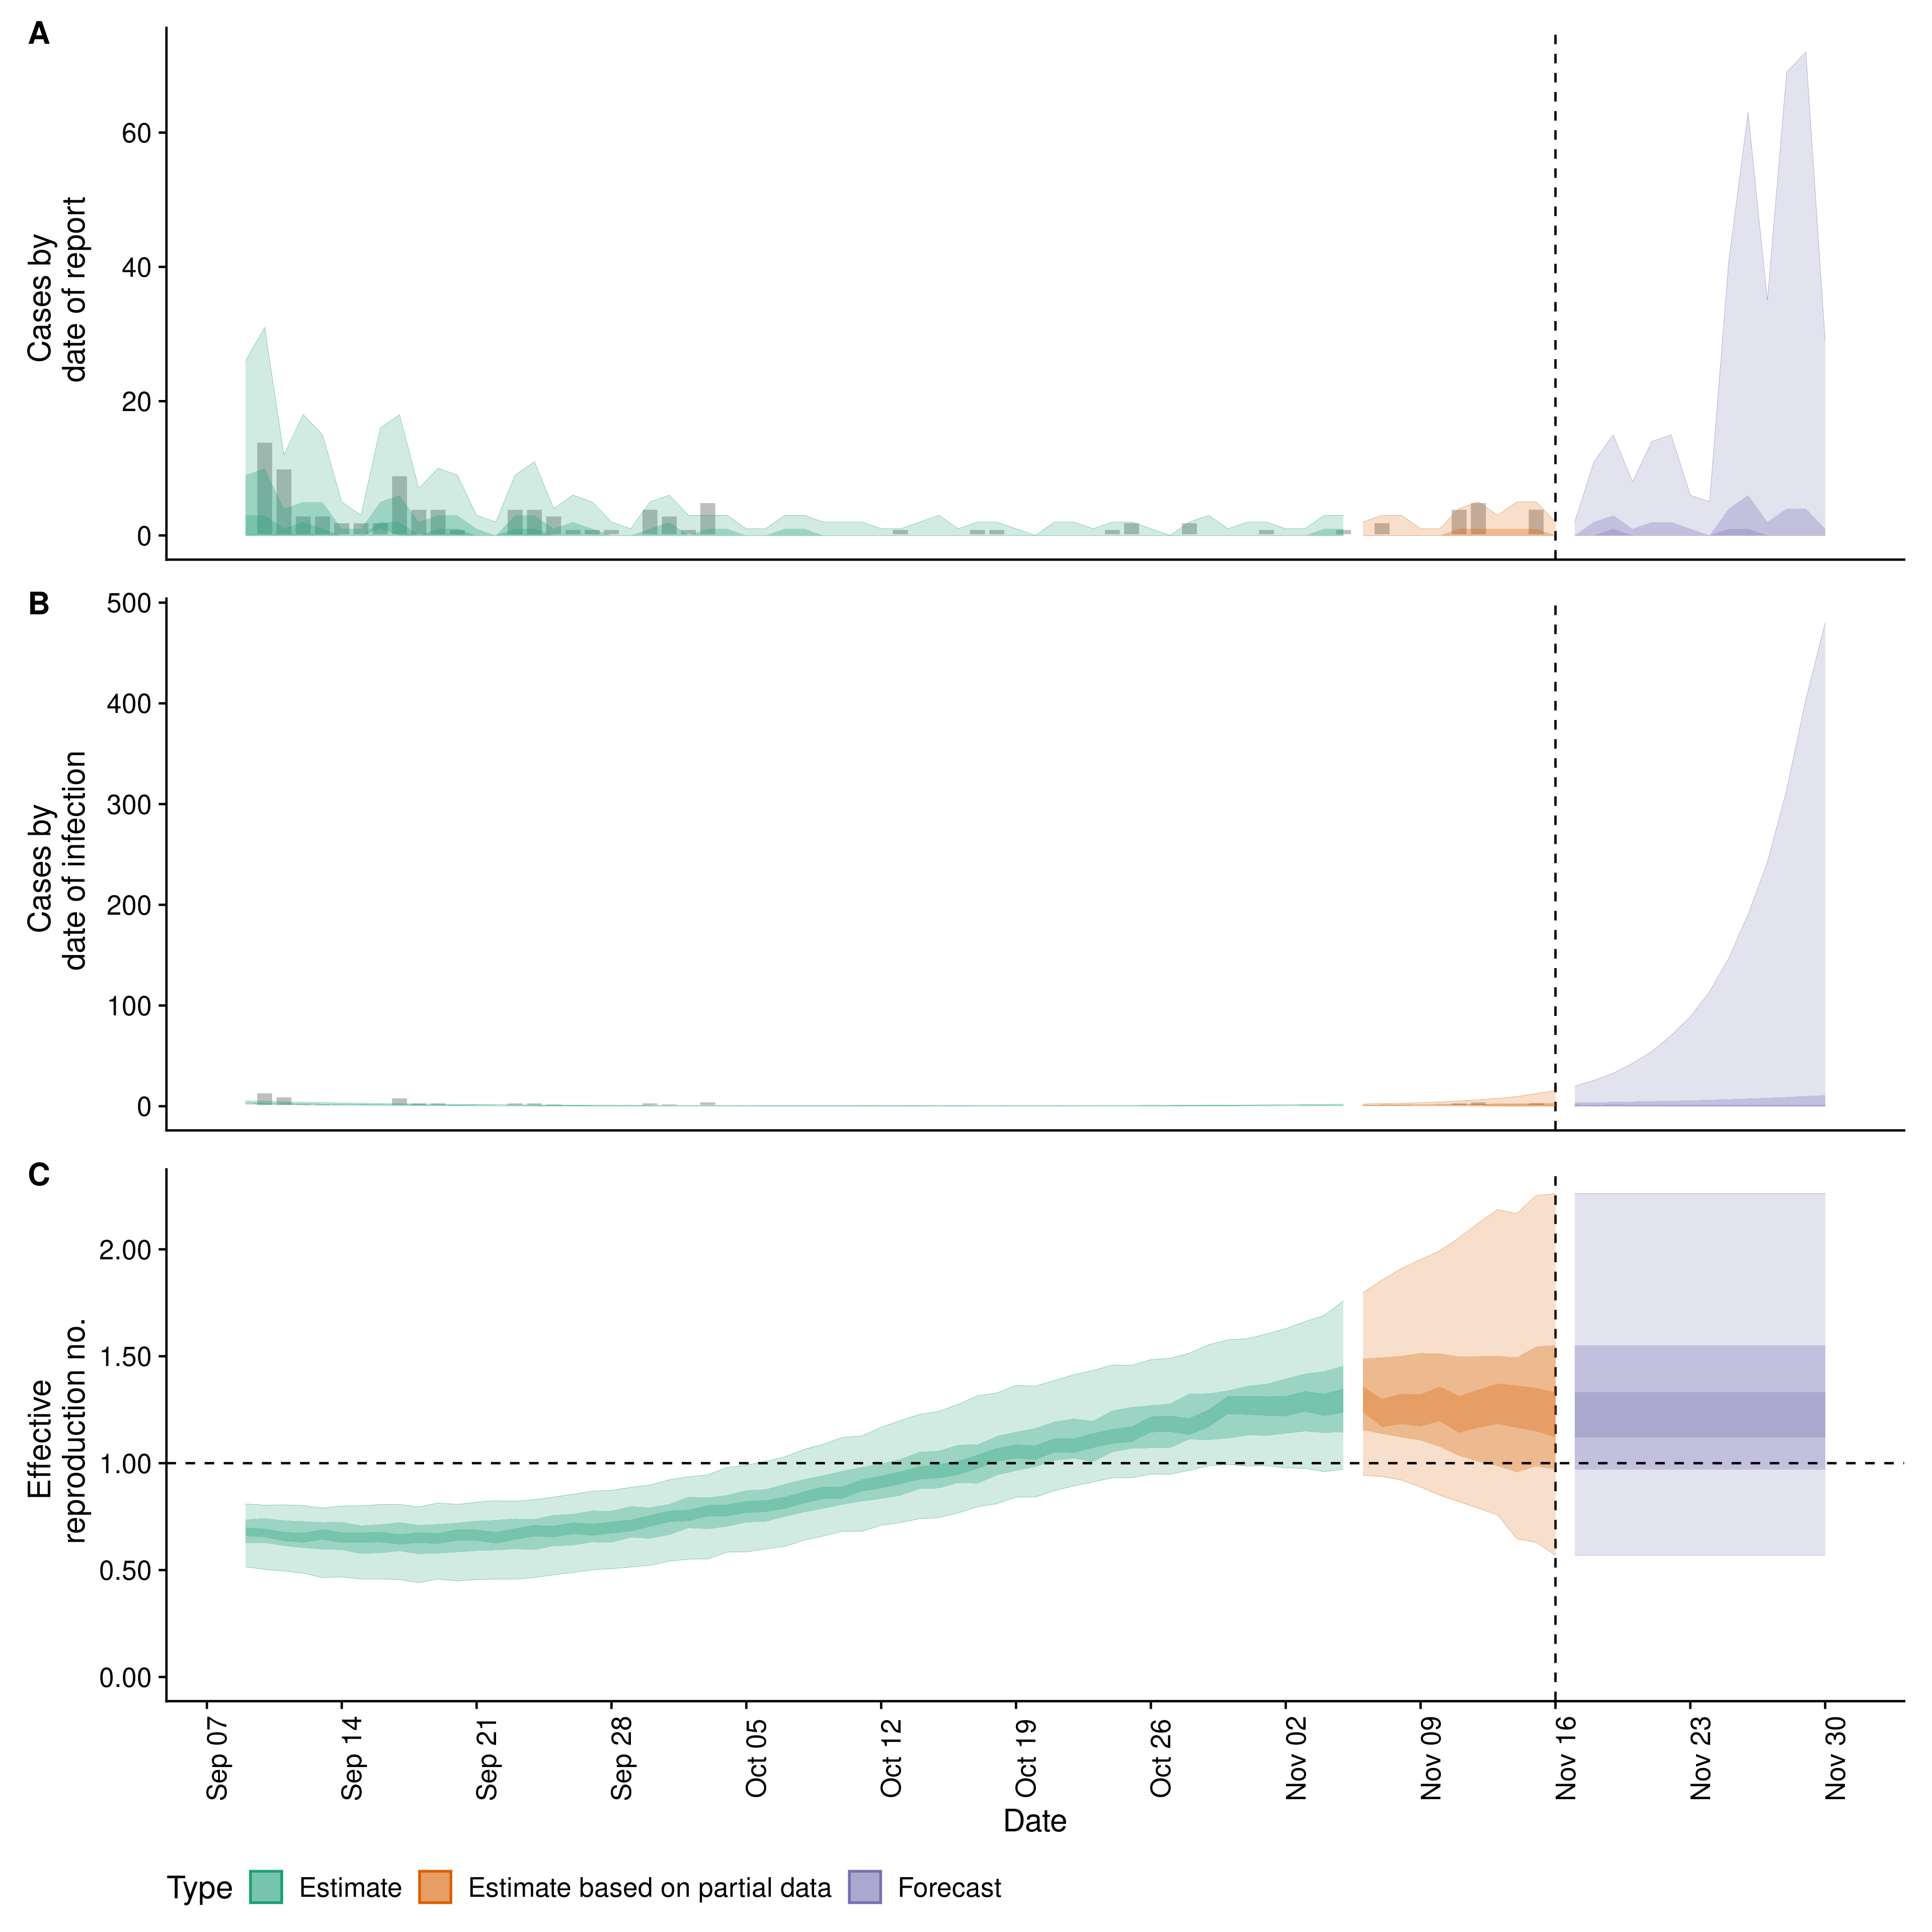 A
Cases by
date of report
60
40
20
0
B
Cases by
date of infection
500
400
300
200
100
0
C
Effective
reproduction no.
2.00
1.50
1.00
0.50
0.00
Sep 07
Sep 14
Sep 21
Sep 28
Oct 05
Oct 12
Oct 19
Oct 26
Nov 02
Nov 09
Nov 16
Nov 23
Nov 30
Date
Type Estimate Estimate based on partial data Forecast